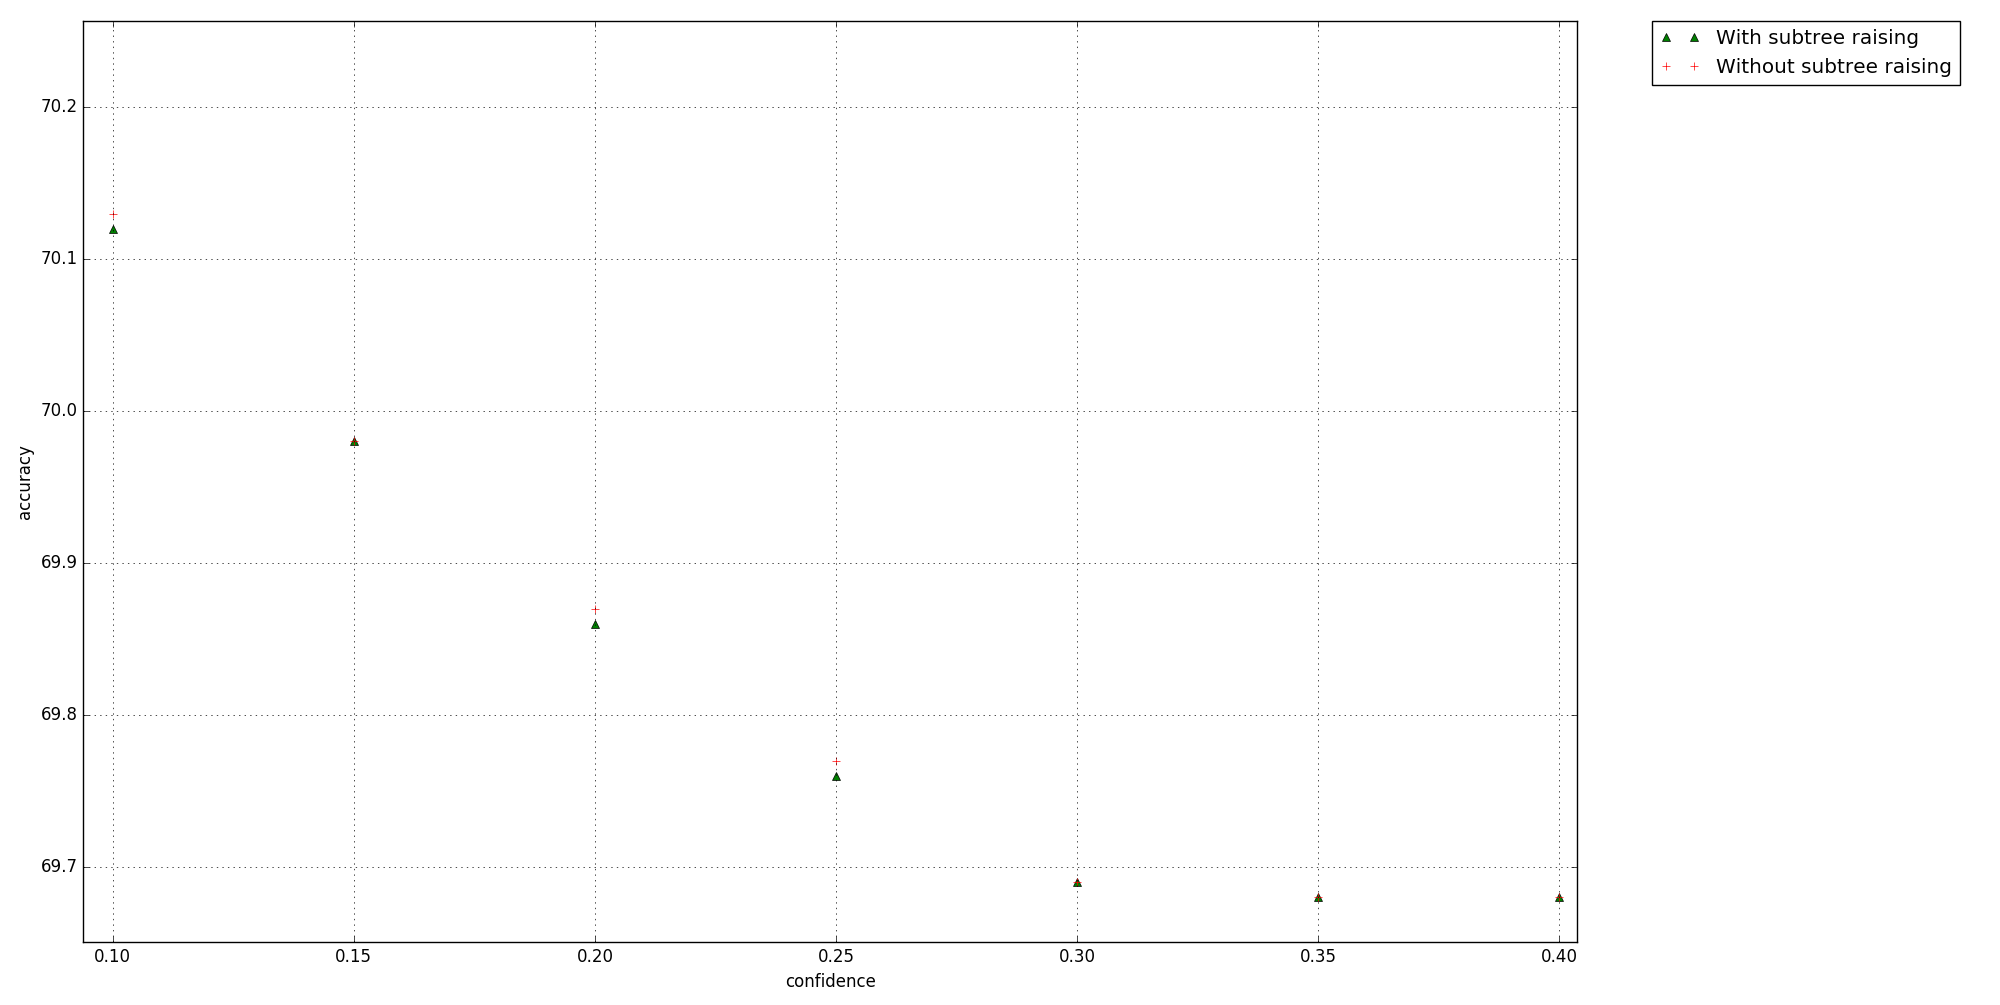 With subtree raising
Without subtree raising
70.2
70.1
70.0
69.9
69.8
69.7
accuracy
0.10 0.15 0.20 0.25 0.30 0.35 0.40
confidence